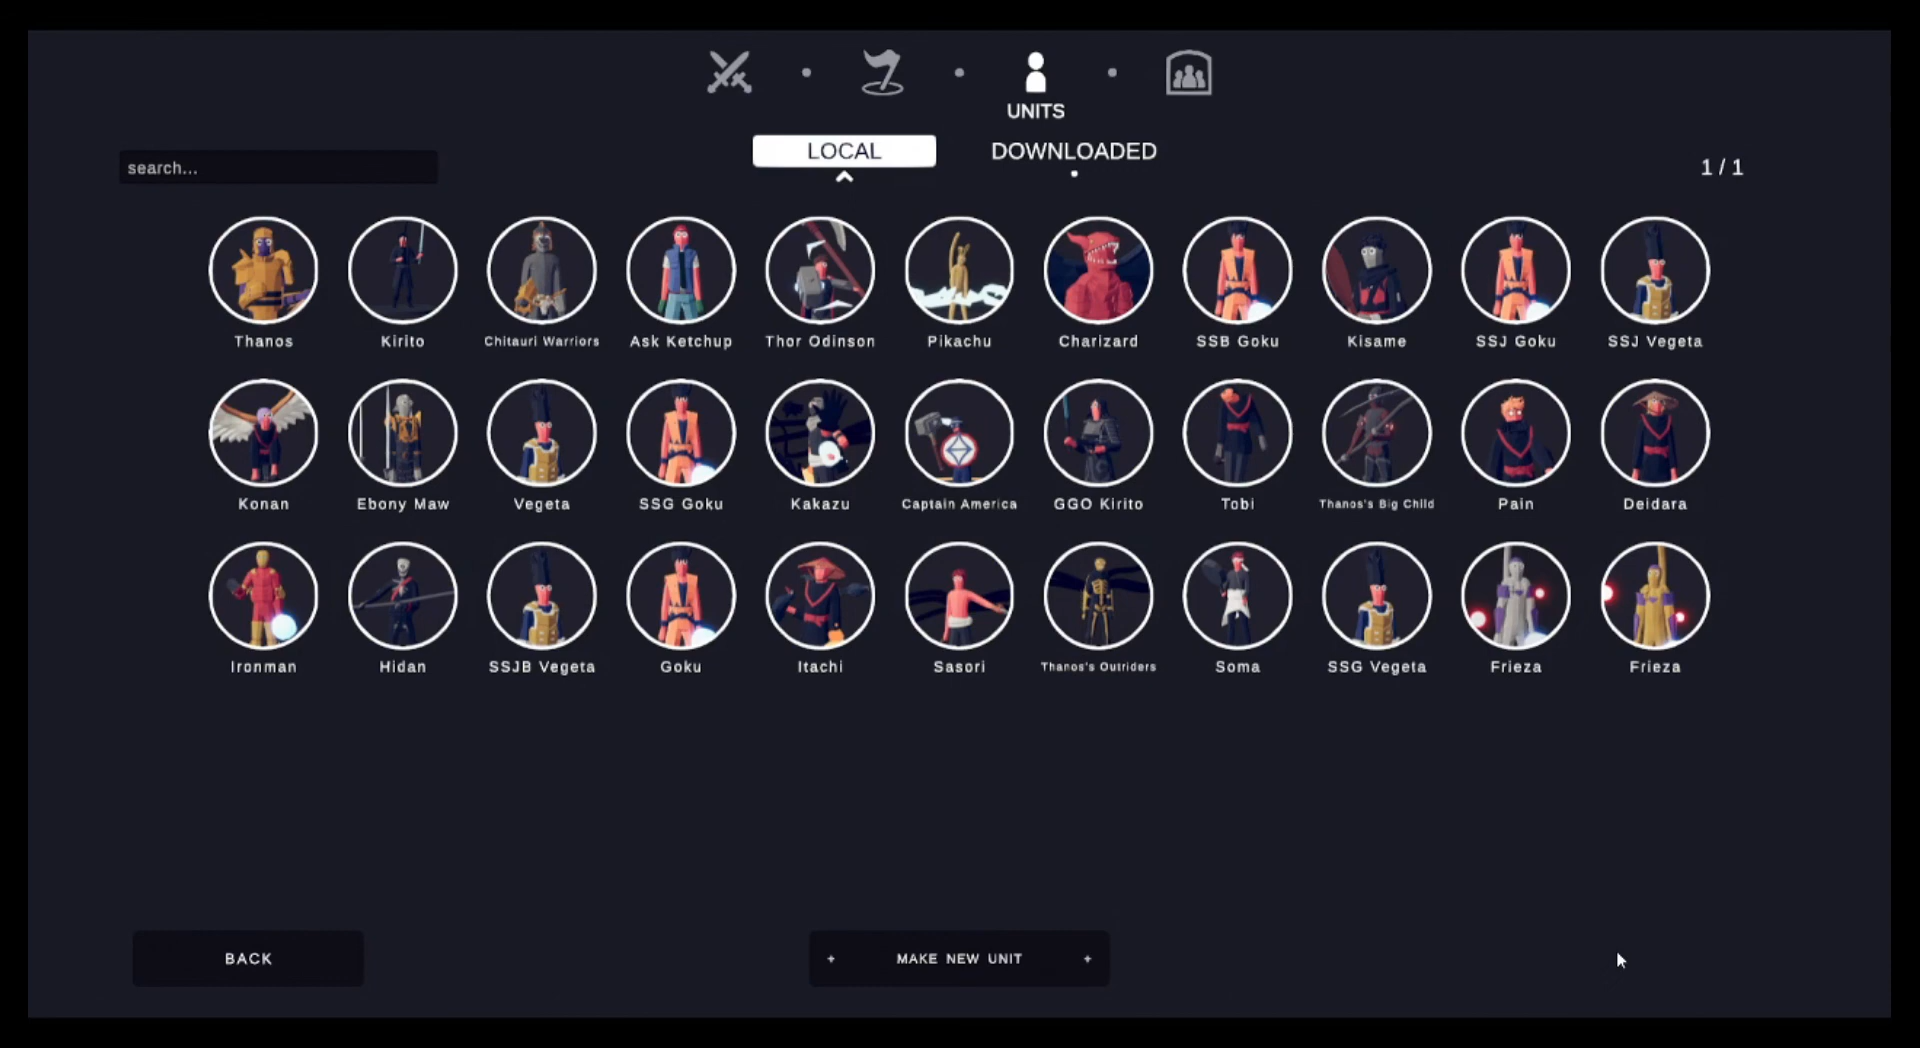 UNITS
LOCAL DOWNLOADED
search... 1 / 1
Thanos Kirito Chitauri Warriors Ask Ketchup Thor Odinson Pikachu Charizard SSB Goku Kisame SSJ Goku SSJ Vegeta
Konan Ebony Maw Vegeta SSG Goku Kakazu Captain America GGO Kirito Tobi Thanos's Big Child Pain Deidara
Ironman Hidan SSJB Vegeta Goku Itachi Sasori Thanos's Outriders Soma SSG Vegeta Frieza Frieza
BACK + MAKE NEW UNIT +